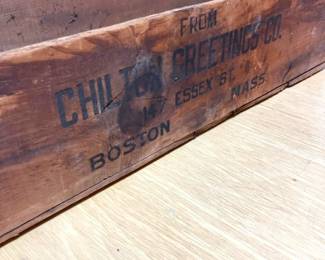 FROM
CHILTON GREETINGS CO.
147 ESSEX ST.
BOSTON MASS.